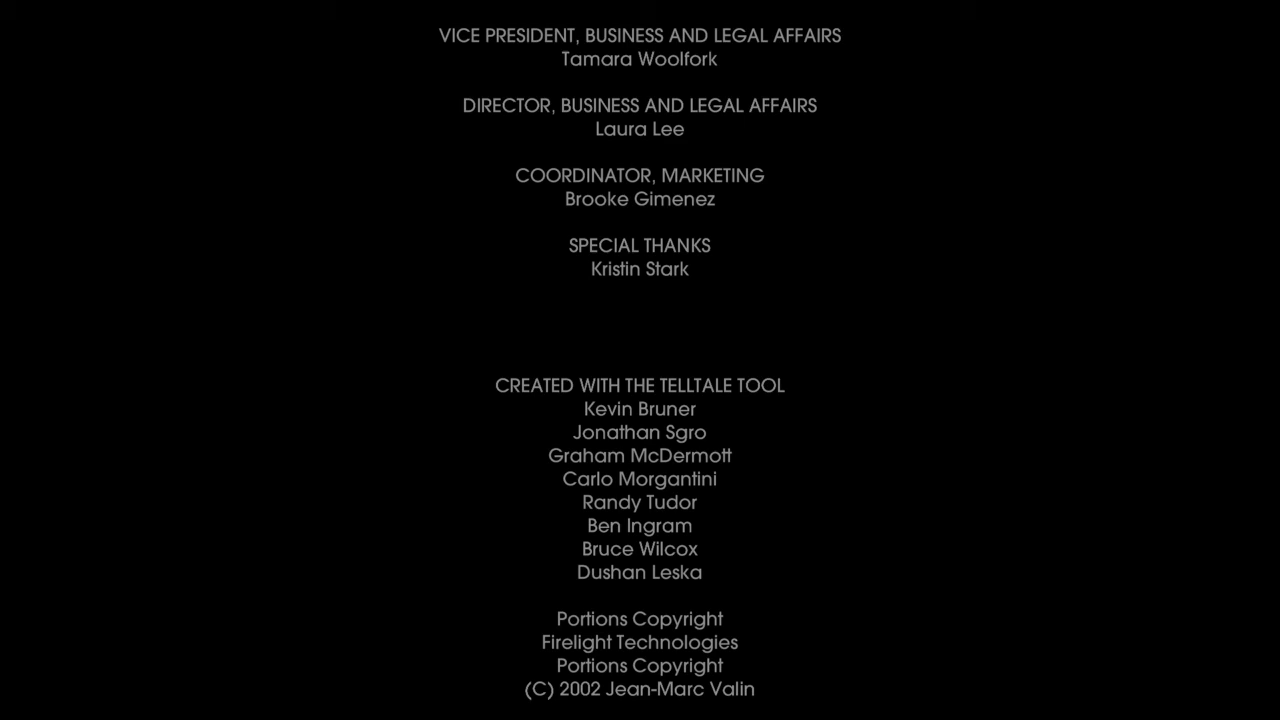 VICE PRESIDENT, BUSINESS AND LEGAL AFFAIRS
Tamara Woolfork
DIRECTOR, BUSINESS AND LEGAL AFFAIRS
Laura Lee
COORDINATOR, MARKETING
Brooke Gimenez
SPECIAL THANKS
Kristin Stark
CREATED WITH THE TELLTALE TOOL
Kevin Bruner
Jonathan Sgro
Graham McDermott
Carlo Morgantini
Randy Tudor
Ben Ingram
Bruce Wilcox
Dushan Leska
Portions Copyright
Firelight Technologies
Portions Copyright
(C) 2002 Jean-Marc Valin